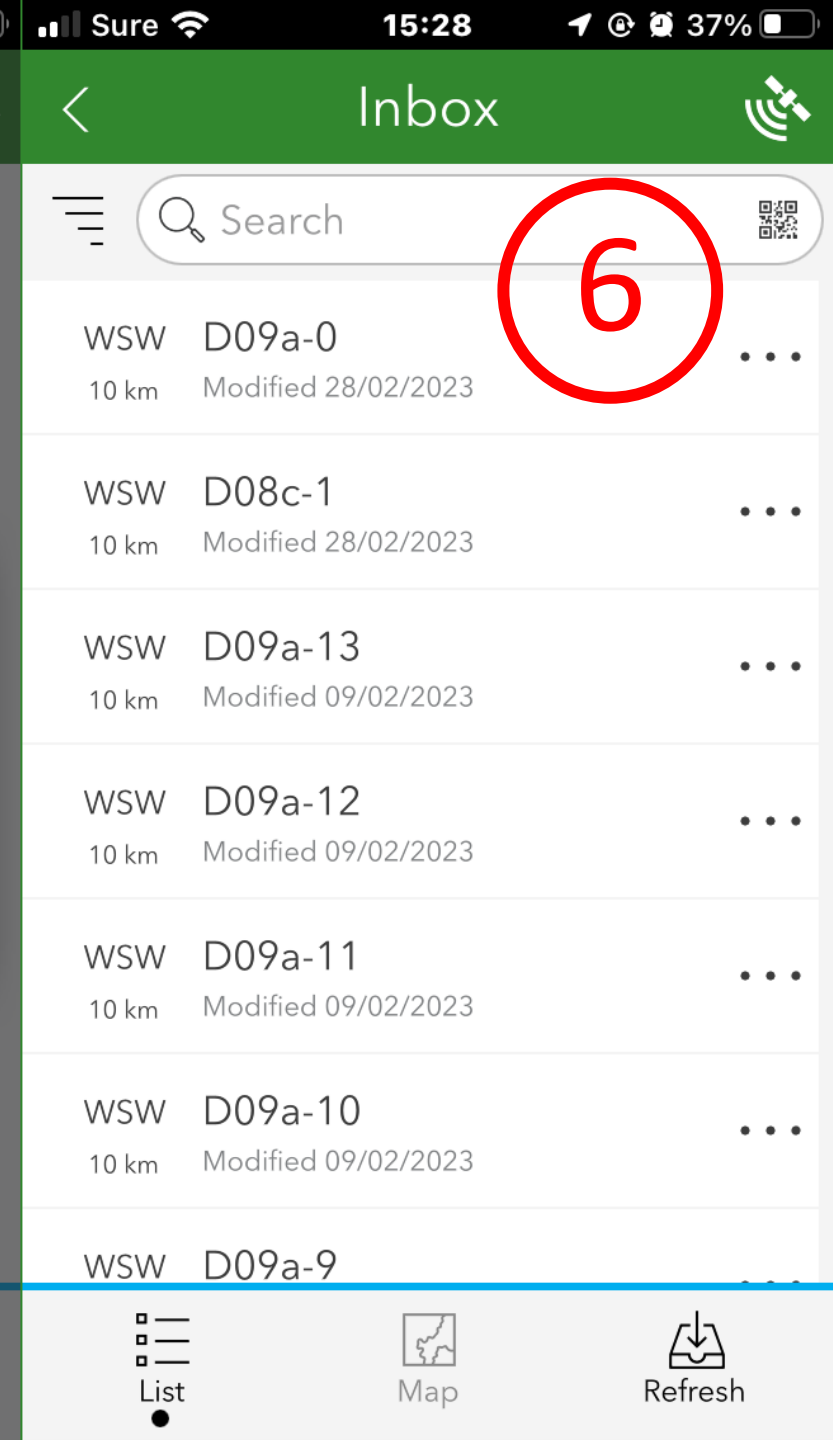 Sure 15:28 37%
Inbox
Search
6
WSW D09a-0
10 km Modified 28/02/2023
WSW D08c-1
10 km Modified 28/02/2023
WSW D09a-13
10 km Modified 09/02/2023
WSW D09a-12
10 km Modified 09/02/2023
WSW D09a-11
10 km Modified 09/02/2023
WSW D09a-10
10 km Modified 09/02/2023
WSW D09a-9
List Map Refresh